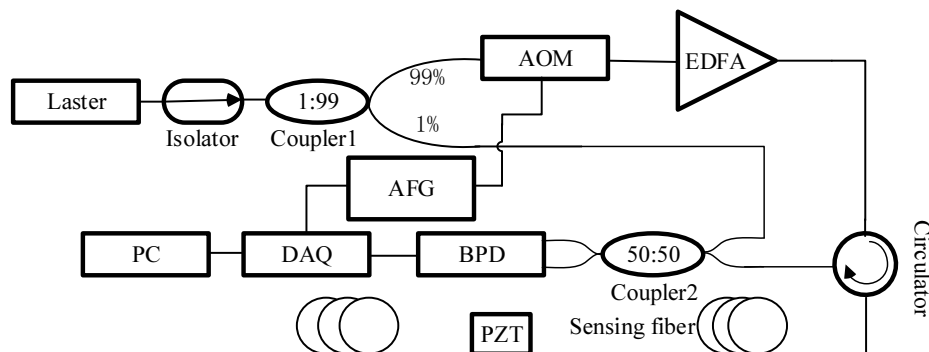 AOM
EDFA
99%
Laster
1:99
Isolator
Coupler1
1%
AFG
Circulator
PC
DAQ
BPD
50:50
Coupler2
PZT
Sensing fiber